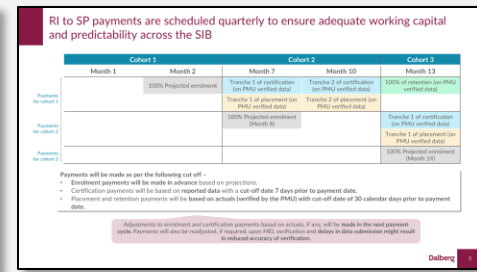 RI to SP payments are scheduled quarterly to ensure adequate working capital
and predictability across the SIB
Cohort 1 Cohort 2 Cohort 3
Month 1 Month 2 Month 7 Month 10 Month 13
Payments
for cohort 1
100% Projected enrolment
Tranche 1 of certification
(on PMU verified data)
Tranche 2 of certification
(on PMU verified data)
100% of retention (on PMU
verified data)
Tranche 1 of placement (on
PMU verified data)
Tranche 2 of placement (on
PMU verified data)
Payments
for cohort 2
100% Projected enrolment
(Month 8)
Tranche 1 of certification
(on PMU verified data)
Tranche 1 of placement (on
PMU verified data)
Payments
for cohort 3
100% Projected enrolment
(Month 14)
Payments will be made as per the following cut off –
• Enrolment payments will be made in advance based on projections.
• Certification payments will be based on reported data with a cut-off date 7 days prior to payment date.
• Placement and retention payments will be based on actuals (verified by the PMU) with cut-off date of 30 calendar days prior to payment
date.
Adjustments to enrolment and certification payments based on actuals, if any, will be made in the next payment
cycle. Payments will also be readjusted, if required, upon MEL verification and delays in data submission might result
in reduced accuracy of verification.
Dalberg